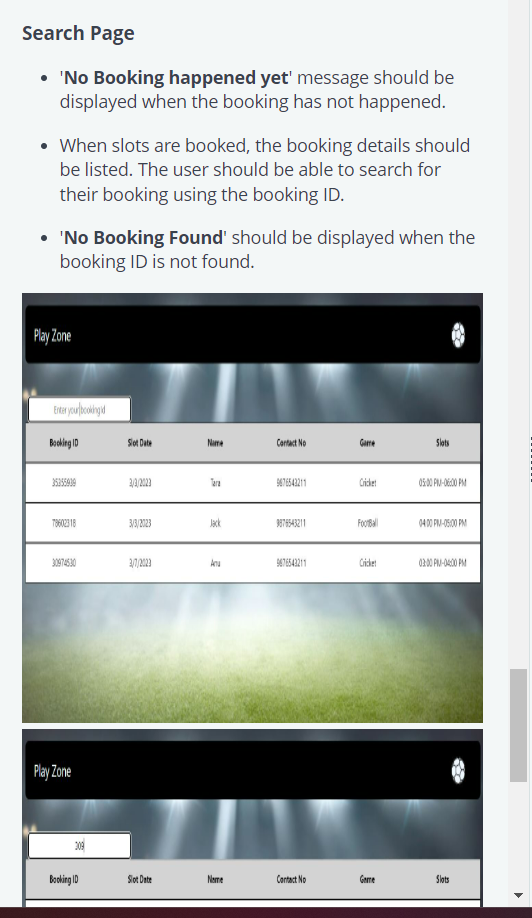 Search Page
'No Booking happened yet' message should be
displayed when the booking has not happened.
When slots are booked, the booking details should
be listed. The user should be able to search for
their booking using the booking ID.
'No Booking Found' should be displayed when the
booking ID is not found.
Play Zone
Enter your bookingid
Booking ID Slot Date Name Contact No Game Slots
35355939 3/3/2023 Tara 9876543211 Cricket 05:00 PM-06:00 PM
78602318 3/3/2023 Jack 9876543211 FootBall 04:00 PM-05:00 PM
30974530 3/7/2023 Anu 9876543211 Cricket 03:00 PM-04:00 PM
Play Zone
309
Booking ID Slot Date Name Contact No Game Slots